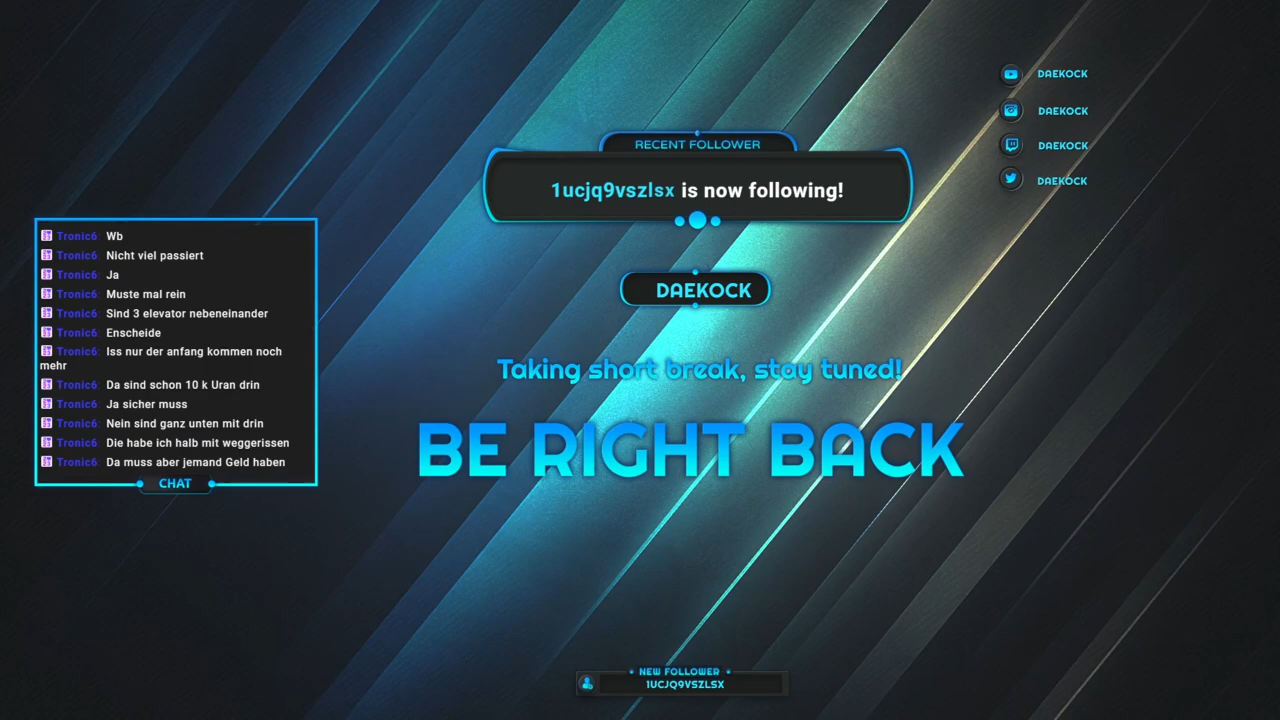 DAEKOCK
DAEKOCK
DAEKOCK
DAEKOCK
RECENT FOLLOWER
1ucjq9vszlsx is now following!
Tronic6: Wb
Tronic6: Nicht viel passiert
Tronic6: Ja
Tronic6: Muste mal rein
Tronic6: Sind 3 elevator nebeneinander
Tronic6: Enscheide
Tronic6: Iss nur der anfang kommen noch
mehr
Tronic6: Da sind schon 10 k Uran drin
Tronic6: Ja sicher muss
Tronic6: Nein sind ganz unten mit drin
Tronic6: Die habe ich halb mit weggerissen
Tronic6: Da muss aber jemand Geld haben
CHAT
DAEKOCK
Taking short break, stay tuned!
BE RIGHT BACK
NEW FOLLOWER
1UCJQ9VSZLSX